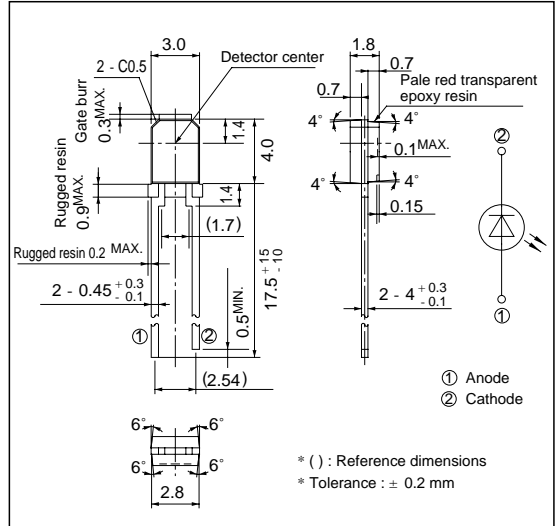 3.0
2 - C0.5
Detector center
Gate burr
0.3MAX.
1.4
4.0
Rugged resin
0.9MAX.
1.4
(1.7)
Rugged resin 0.2 MAX.
2 - 0.45 +0.3 -0.1
17.5 +15 -10
0.5MIN.
① ②
(2.54)
6° 6°
6° 6°
2.8
1.8
0.7
0.7
Pale red transparent
epoxy resin
4° 4°
0.1MAX.
4° 4°
0.15
2 - 4 +0.3 -0.1
②
①
① Anode
② Cathode
* ( ) : Reference dimensions
* Tolerance : ± 0.2 mm